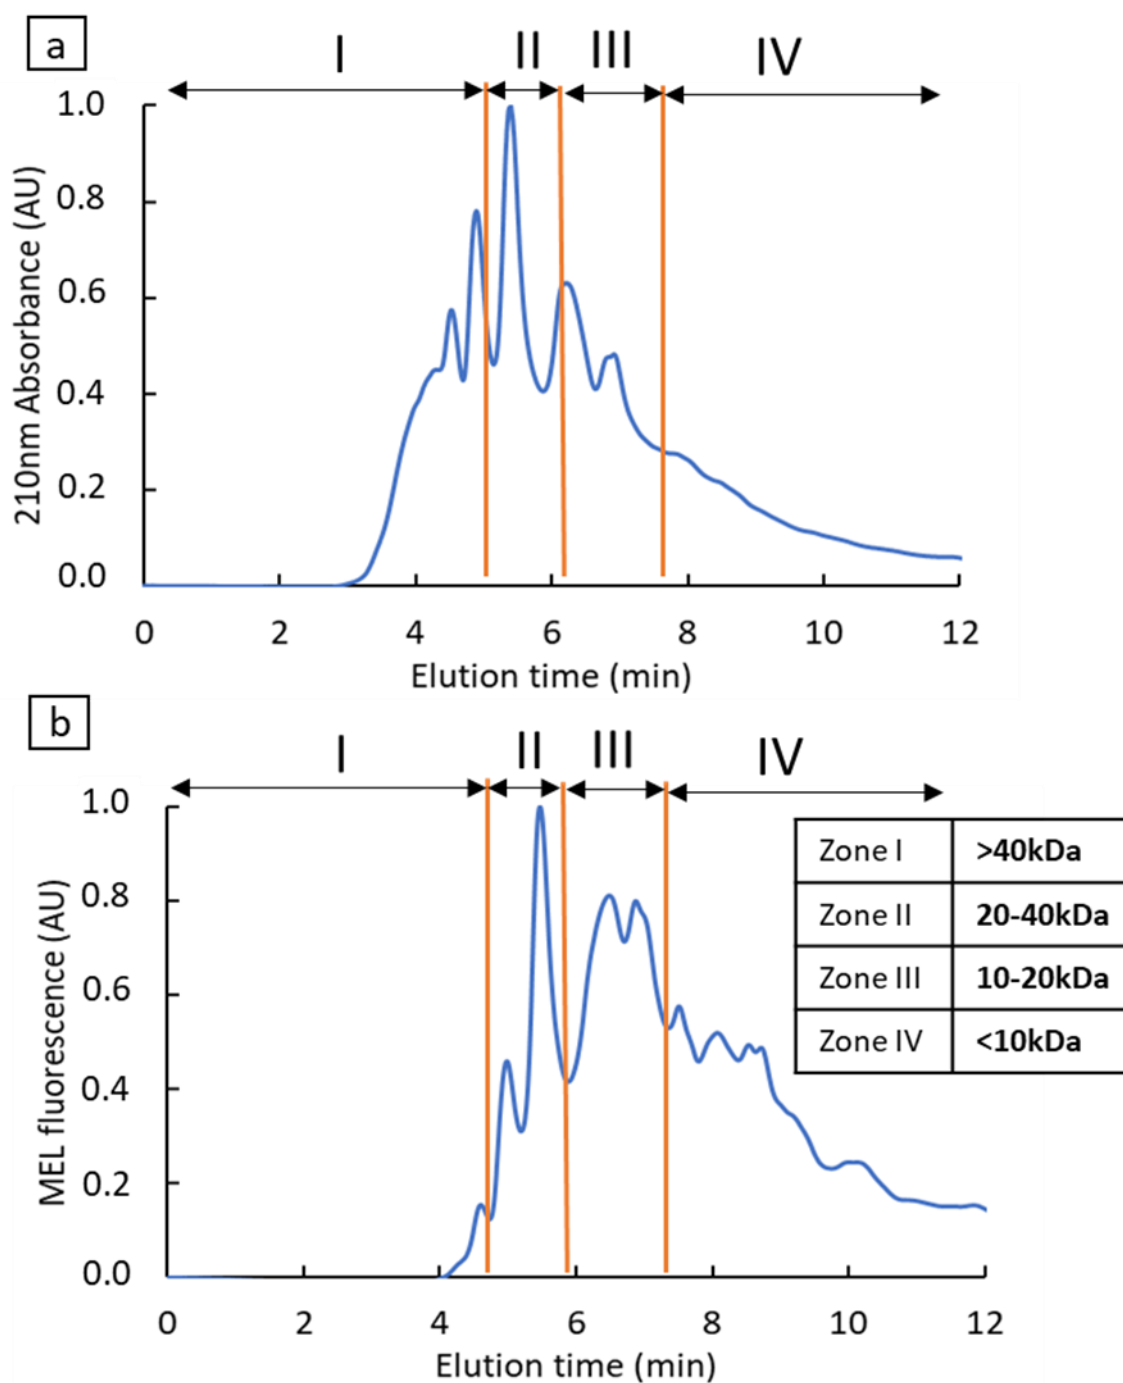 a
I II III IV
1.0
0.8
0.6
0.4
0.2
0.0
210nm Absorbance (AU)
0 2 4 6 8 10 12
Elution time (min)
b
I II III IV
1.0
0.8
0.6
0.4
0.2
0.0
MEL fluorescence (AU)
Zone I >40kDa
Zone II 20-40kDa
Zone III 10-20kDa
Zone IV <10kDa
0 2 4 6 8 10 12
Elution time (min)